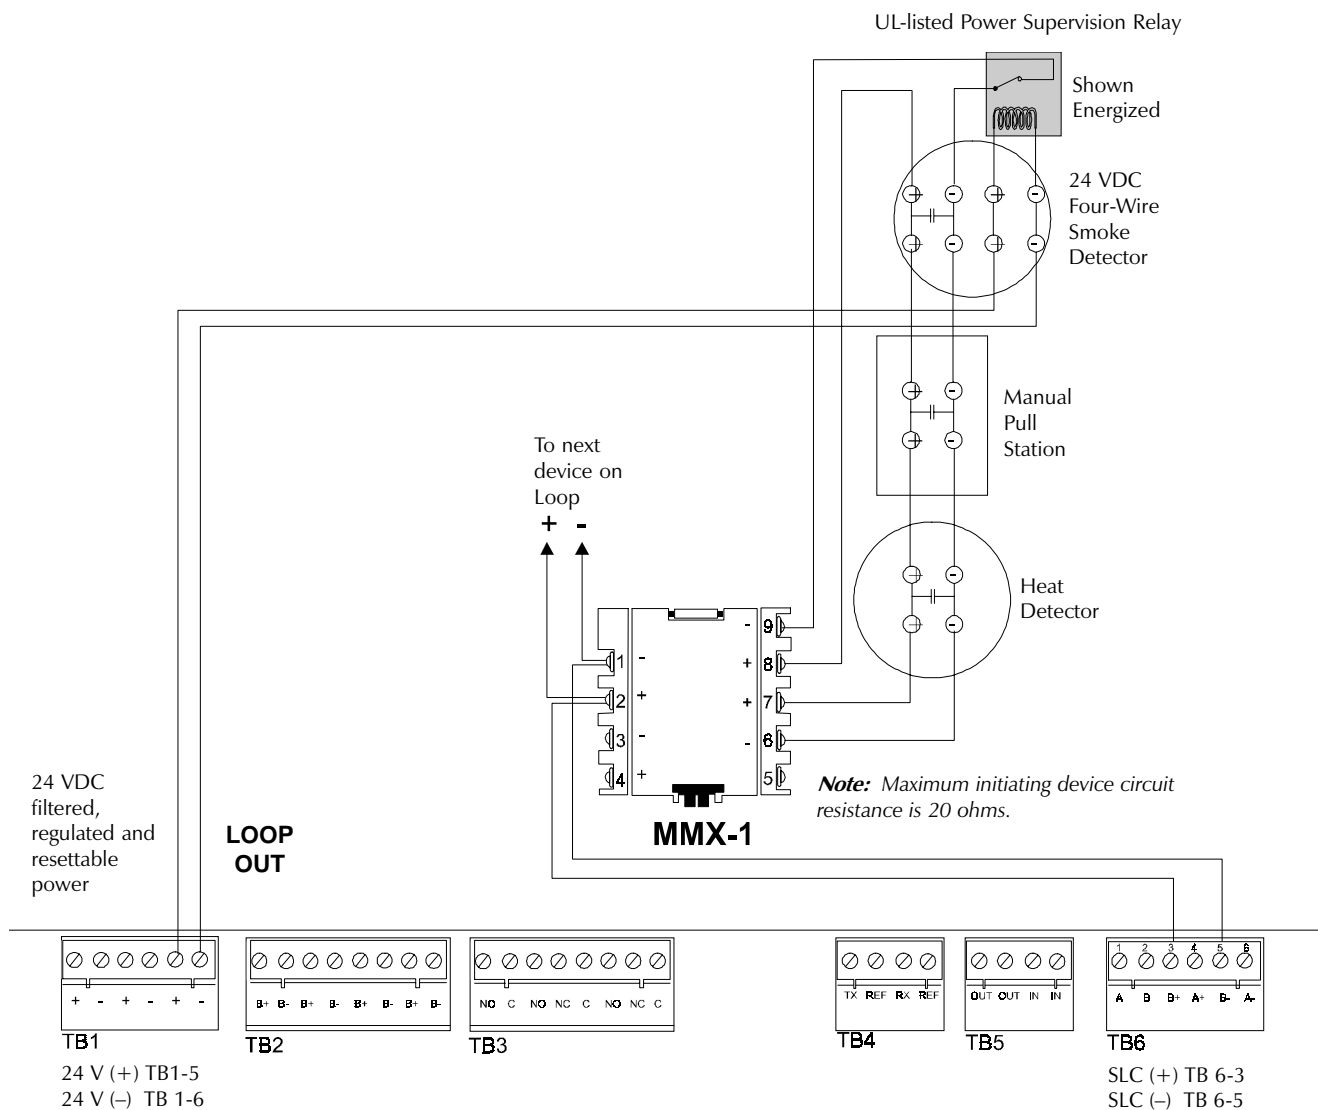 UL-listed Power Supervision Relay
Shown
Energized
24 VDC
Four-Wire
Smoke
Detector
+ - + -
+ - + -
Manual
Pull
Station
+ -
+ -
To next
device on
Loop
+ -
Heat
Detector
+ -
+ -
- 9
1 -
+ 8
2 +
+ 7
3 -
- 6
4 +
5
Note: Maximum initiating device circuit
resistance is 20 ohms.
MMX-1
24 VDC
filtered,
regulated and
resettable
power
LOOP
OUT
1 2 3 4 5 6
+ - + - + -
B+ B- B+ B- B+ B- B+ B-
NO C NO NC C NO NC C
TX REF RX REF
OUT OUT IN IN
A B B+ A+ B- A-
TB1
TB2
TB3
TB4
TB5
TB6
24 V (+) TB1-5
24 V (–) TB 1-6
SLC (+) TB 6-3
SLC (–) TB 6-5